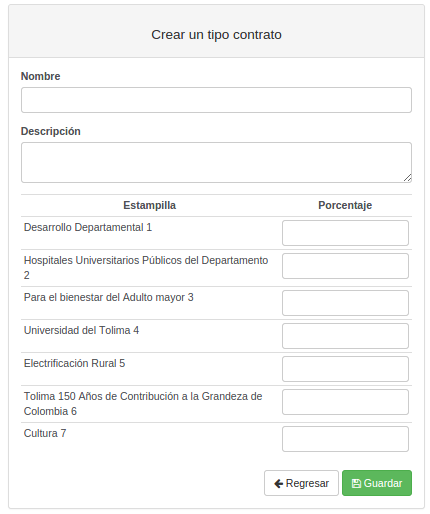 Crear un tipo contrato
Nombre
Descripción
Estampilla Porcentaje
Desarrollo Departamental 1
Hospitales Universitarios Públicos del Departamento
2
Para el bienestar del Adulto mayor 3
Universidad del Tolima 4
Electrificación Rural 5
Tolima 150 Años de Contribución a la Grandeza de
Colombia 6
Cultura 7
Regresar Guardar